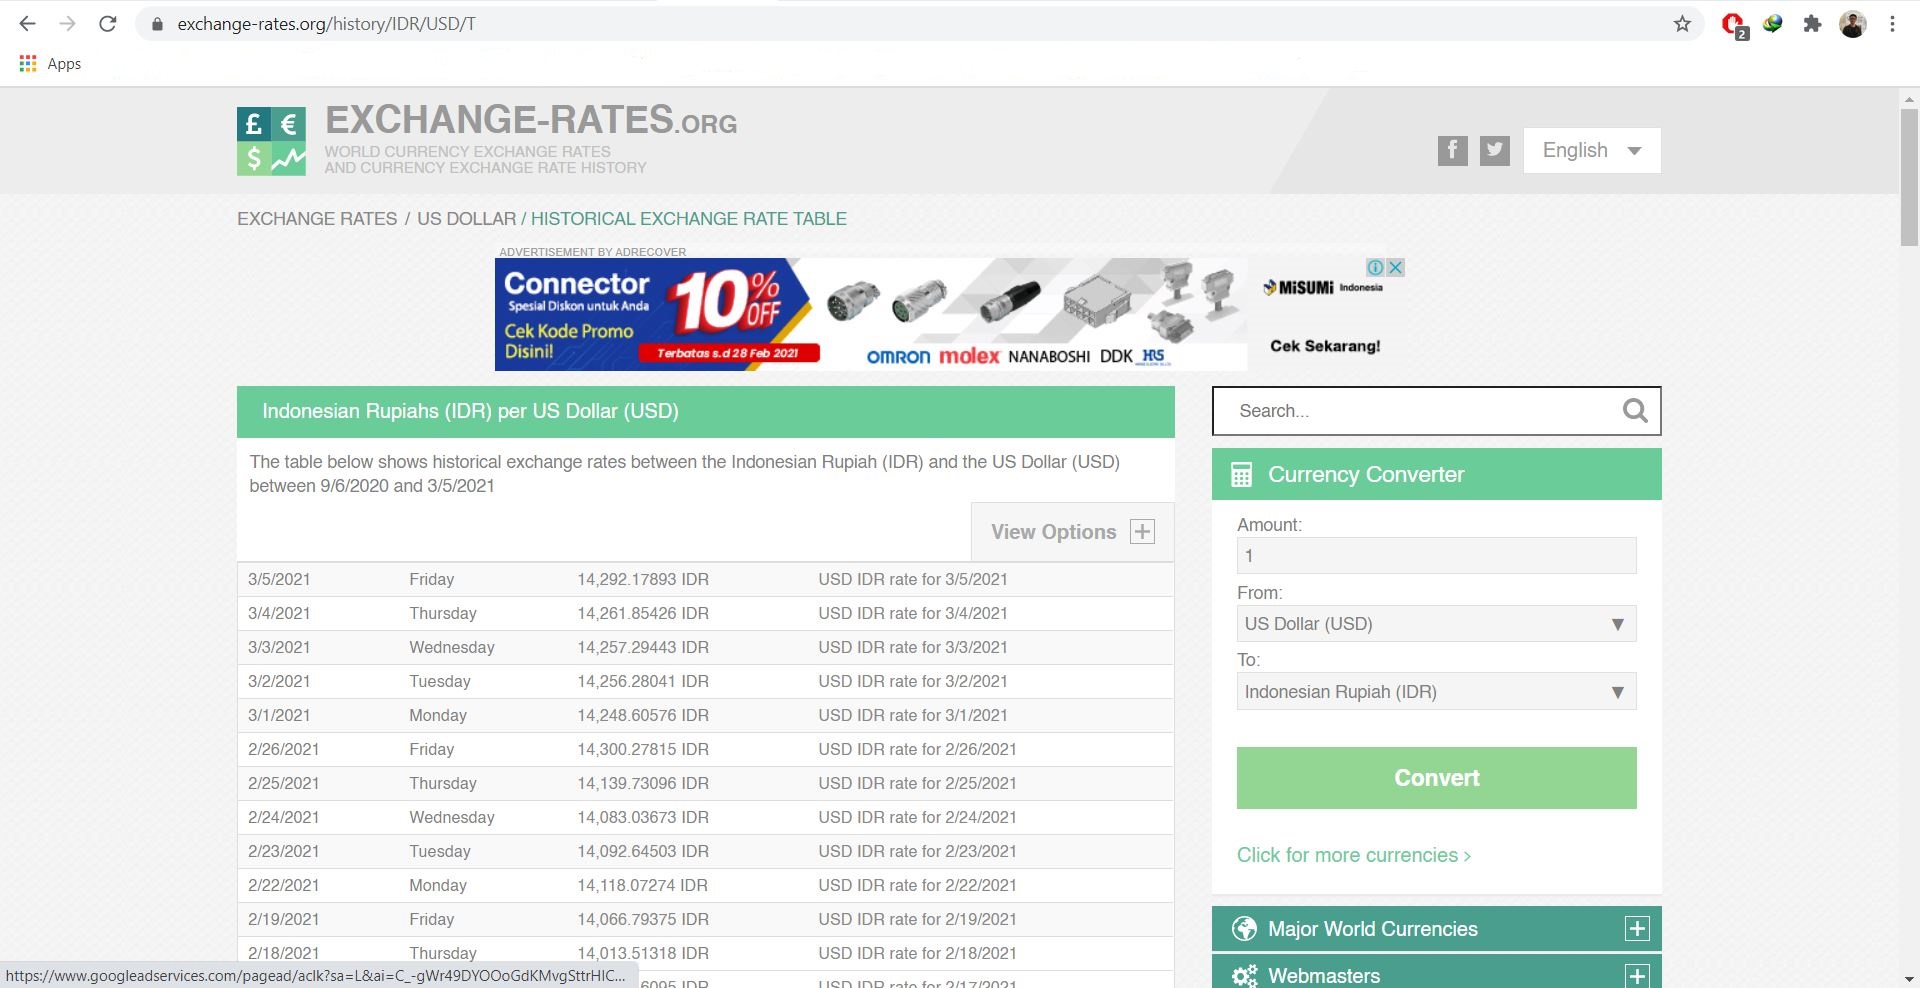 exchange-rates.org/history/IDR/USD/T
2
Apps
£ €
$
EXCHANGE-RATES.ORG
WORLD CURRENCY EXCHANGE RATES
AND CURRENCY EXCHANGE RATE HISTORY
f
English
EXCHANGE RATES / US DOLLAR / HISTORICAL EXCHANGE RATE TABLE
ADVERTISEMENT BY ADRECOVER
Connector
Spesial Diskon untuk Anda
Cek Kode Promo
Disini!
10% OFF
Terbatas s.d 28 Feb 2021
OMRON molex NANABOSHI DDK HRS
MiSUMi Indonesia
Cek Sekarang!
Indonesian Rupiahs (IDR) per US Dollar (USD)
The table below shows historical exchange rates between the Indonesian Rupiah (IDR) and the US Dollar (USD)
between 9/6/2020 and 3/5/2021
View Options
3/5/2021 Friday 14,292.17893 IDR USD IDR rate for 3/5/2021
3/4/2021 Thursday 14,261.85426 IDR USD IDR rate for 3/4/2021
3/3/2021 Wednesday 14,257.29443 IDR USD IDR rate for 3/3/2021
3/2/2021 Tuesday 14,256.28041 IDR USD IDR rate for 3/2/2021
3/1/2021 Monday 14,248.60576 IDR USD IDR rate for 3/1/2021
2/26/2021 Friday 14,300.27815 IDR USD IDR rate for 2/26/2021
2/25/2021 Thursday 14,139.73096 IDR USD IDR rate for 2/25/2021
2/24/2021 Wednesday 14,083.03673 IDR USD IDR rate for 2/24/2021
2/23/2021 Tuesday 14,092.64503 IDR USD IDR rate for 2/23/2021
2/22/2021 Monday 14,118.07274 IDR USD IDR rate for 2/22/2021
2/19/2021 Friday 14,066.79375 IDR USD IDR rate for 2/19/2021
2/18/2021 Thursday 14,013.51318 IDR USD IDR rate for 2/18/2021
6095 IDR USD IDR rate for 2/17/2021
https://www.googleadservices.com/pagead/aclk?sa=L&ai=C_-gWr49DYOOoGdKMvgSttrHIC...
Search...
Currency Converter
Amount:
1
From:
US Dollar (USD)
To:
Indonesian Rupiah (IDR)
Convert
Click for more currencies >
Major World Currencies
Webmasters